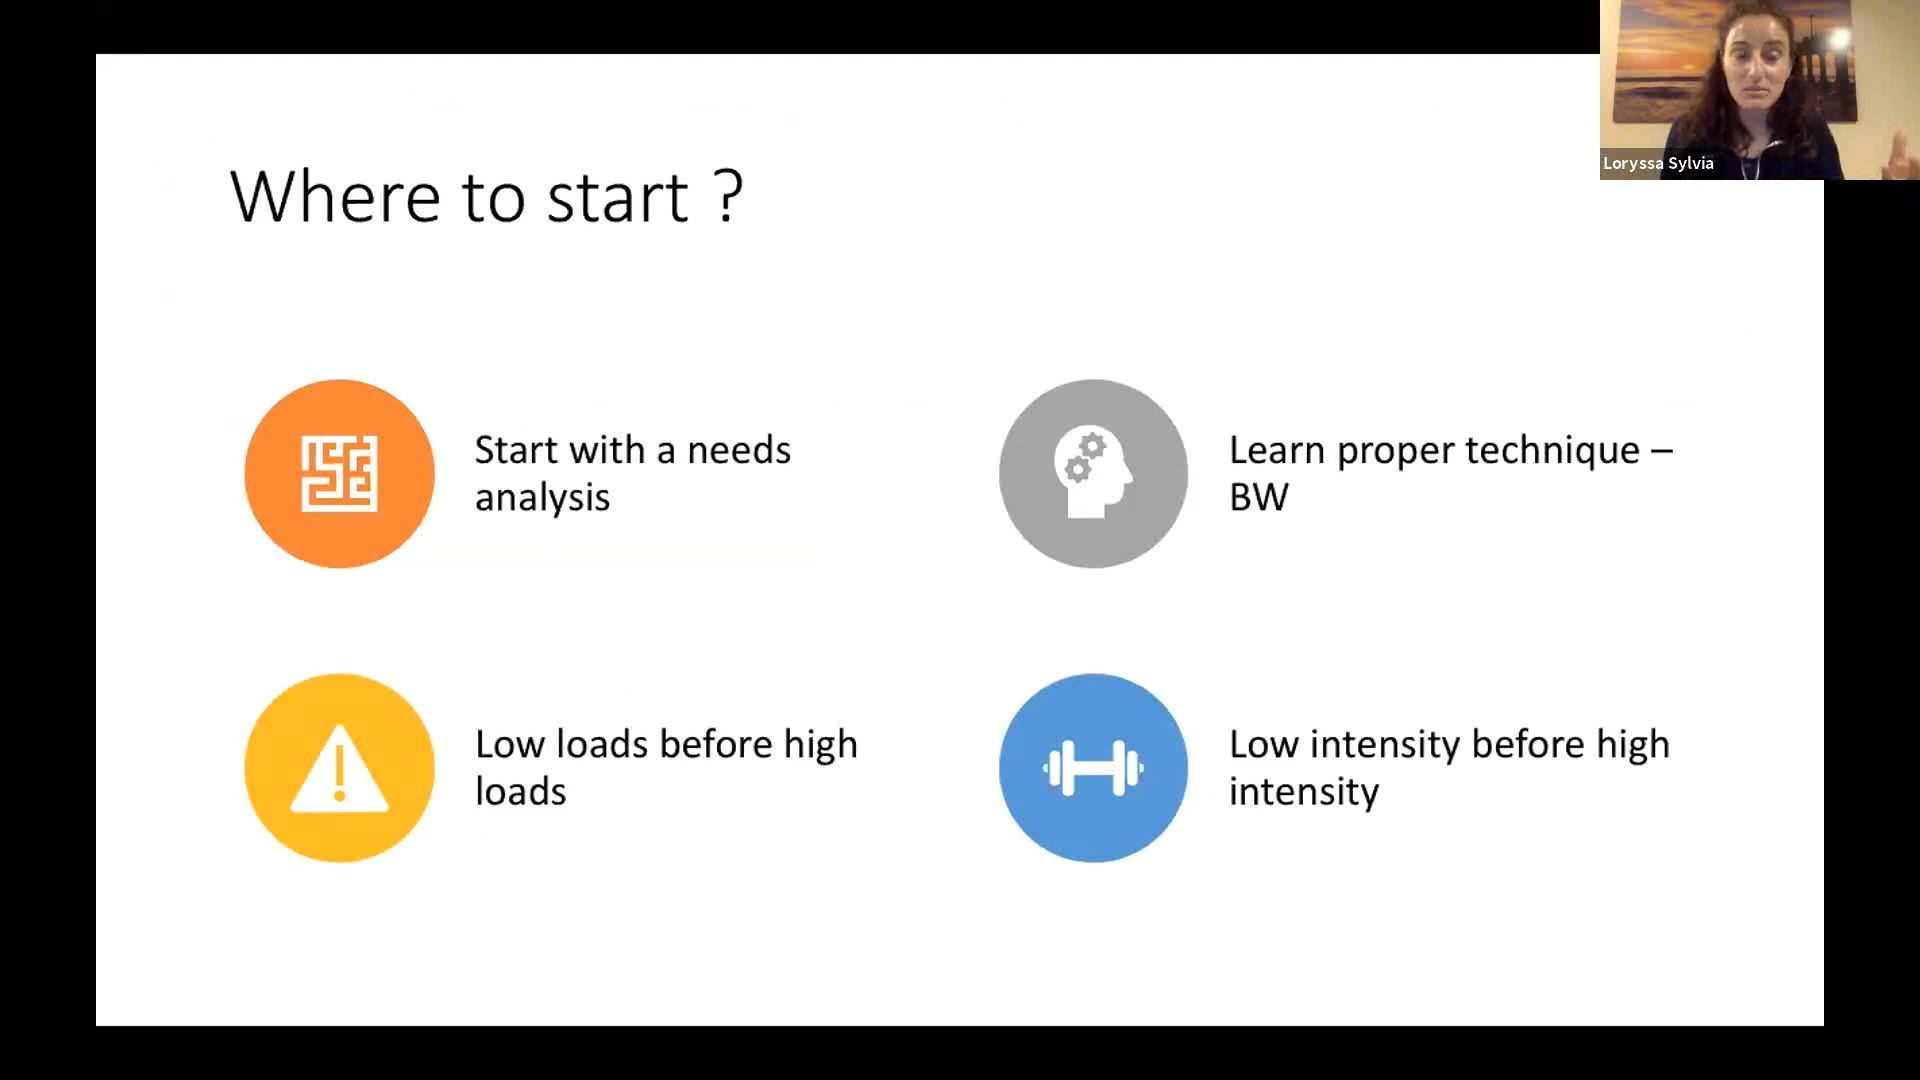 Loryssa Sylvia
Where to start ?
Start with a needs
analysis
Learn proper technique –
BW
Low loads before high
loads
Low intensity before high
intensity